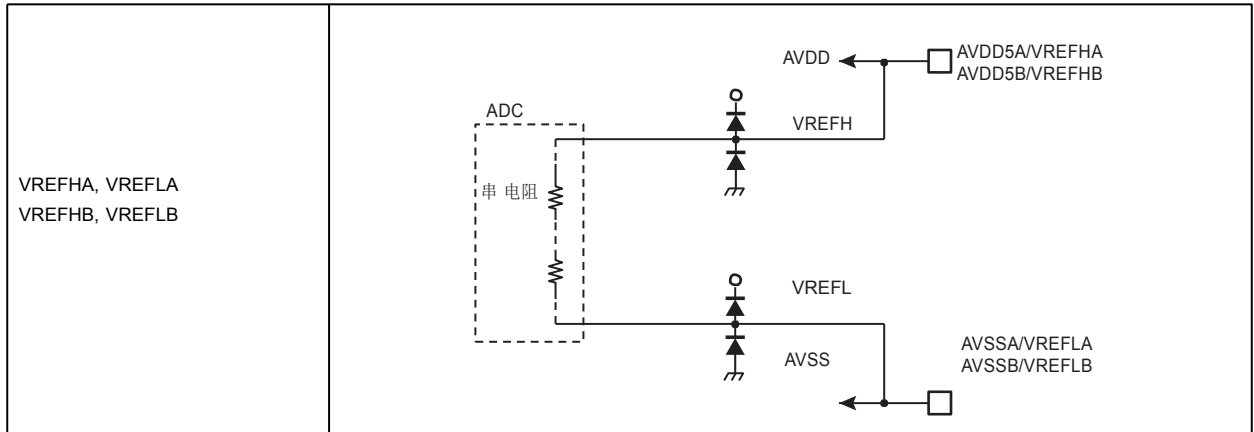 VREFHA, VREFLA
VREFHB, VREFLB
AVDD
AVDD5A/VREFHA
AVDD5B/VREFHB
ADC
VREFH
串 电阻
VREFL
AVSS
AVSSA/VREFLA
AVSSB/VREFLB